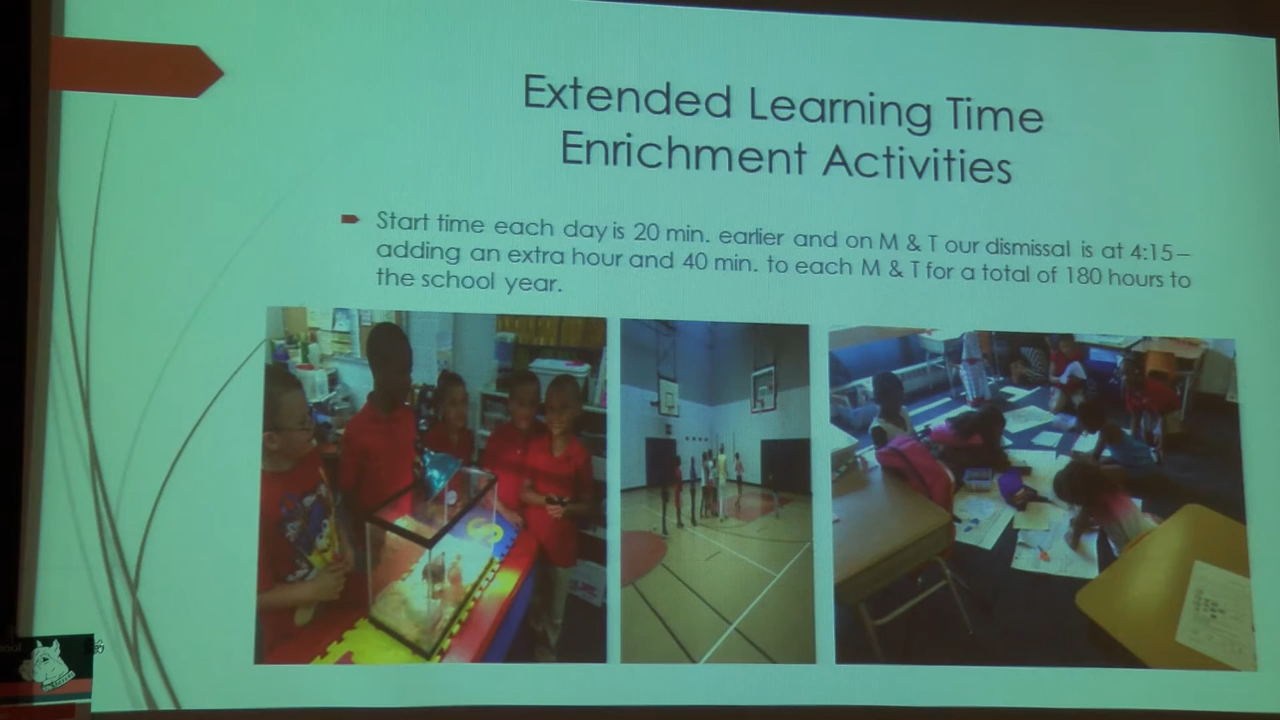 Extended Learning Time
Enrichment Activities
Start time each day is 20 min. earlier and on M & T our dismissal is at 4:15–
adding an extra hour and 40 min. to each M & T for a total of 180 hours to
the school year.